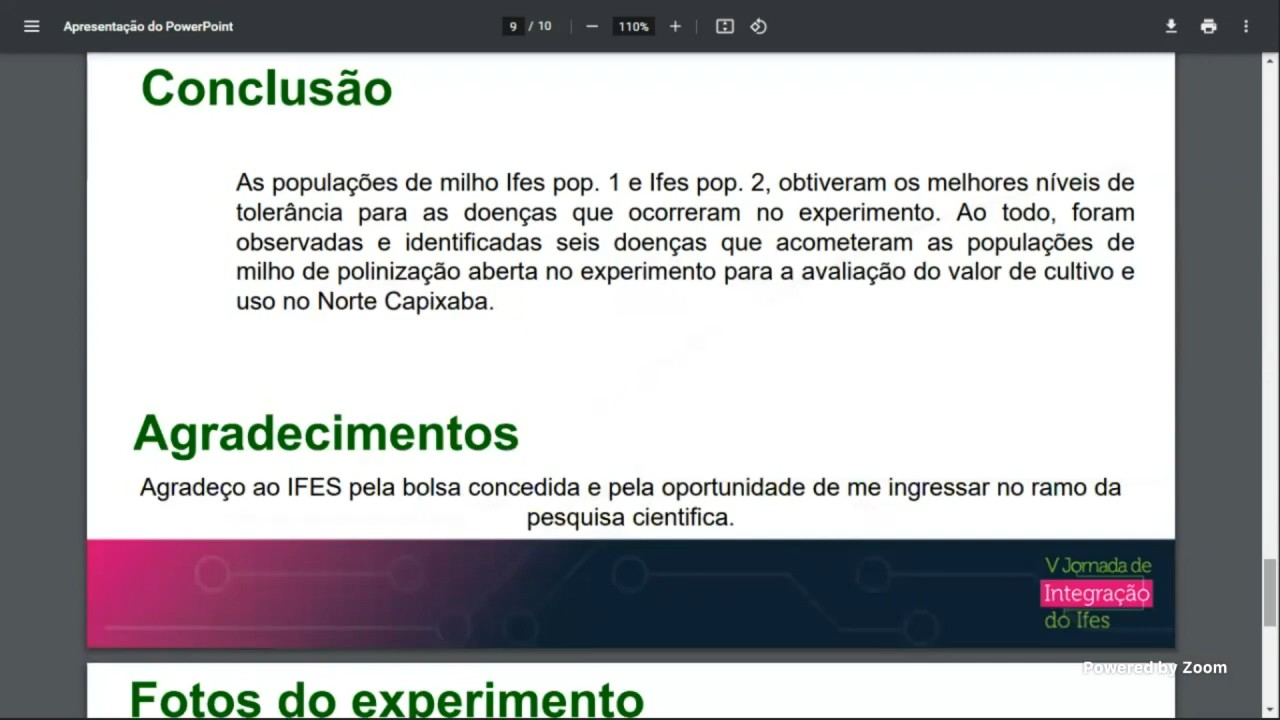 Apresentação do PowerPoint
9 / 10
110%
Conclusão
As populações de milho Ifes pop. 1 e Ifes pop. 2, obtiveram os melhores níveis de
tolerância para as doenças que ocorreram no experimento. Ao todo, foram
observadas e identificadas seis doenças que acometeram as populações de
milho de polinização aberta no experimento para a avaliação do valor de cultivo e
uso no Norte Capixaba.
Agradecimentos
Agradeço ao IFES pela bolsa concedida e pela oportunidade de me ingressar no ramo da
pesquisa cientifica.
V Jornada de
Integração
do Ifes
Powered by Zoom
Fotos do experimento